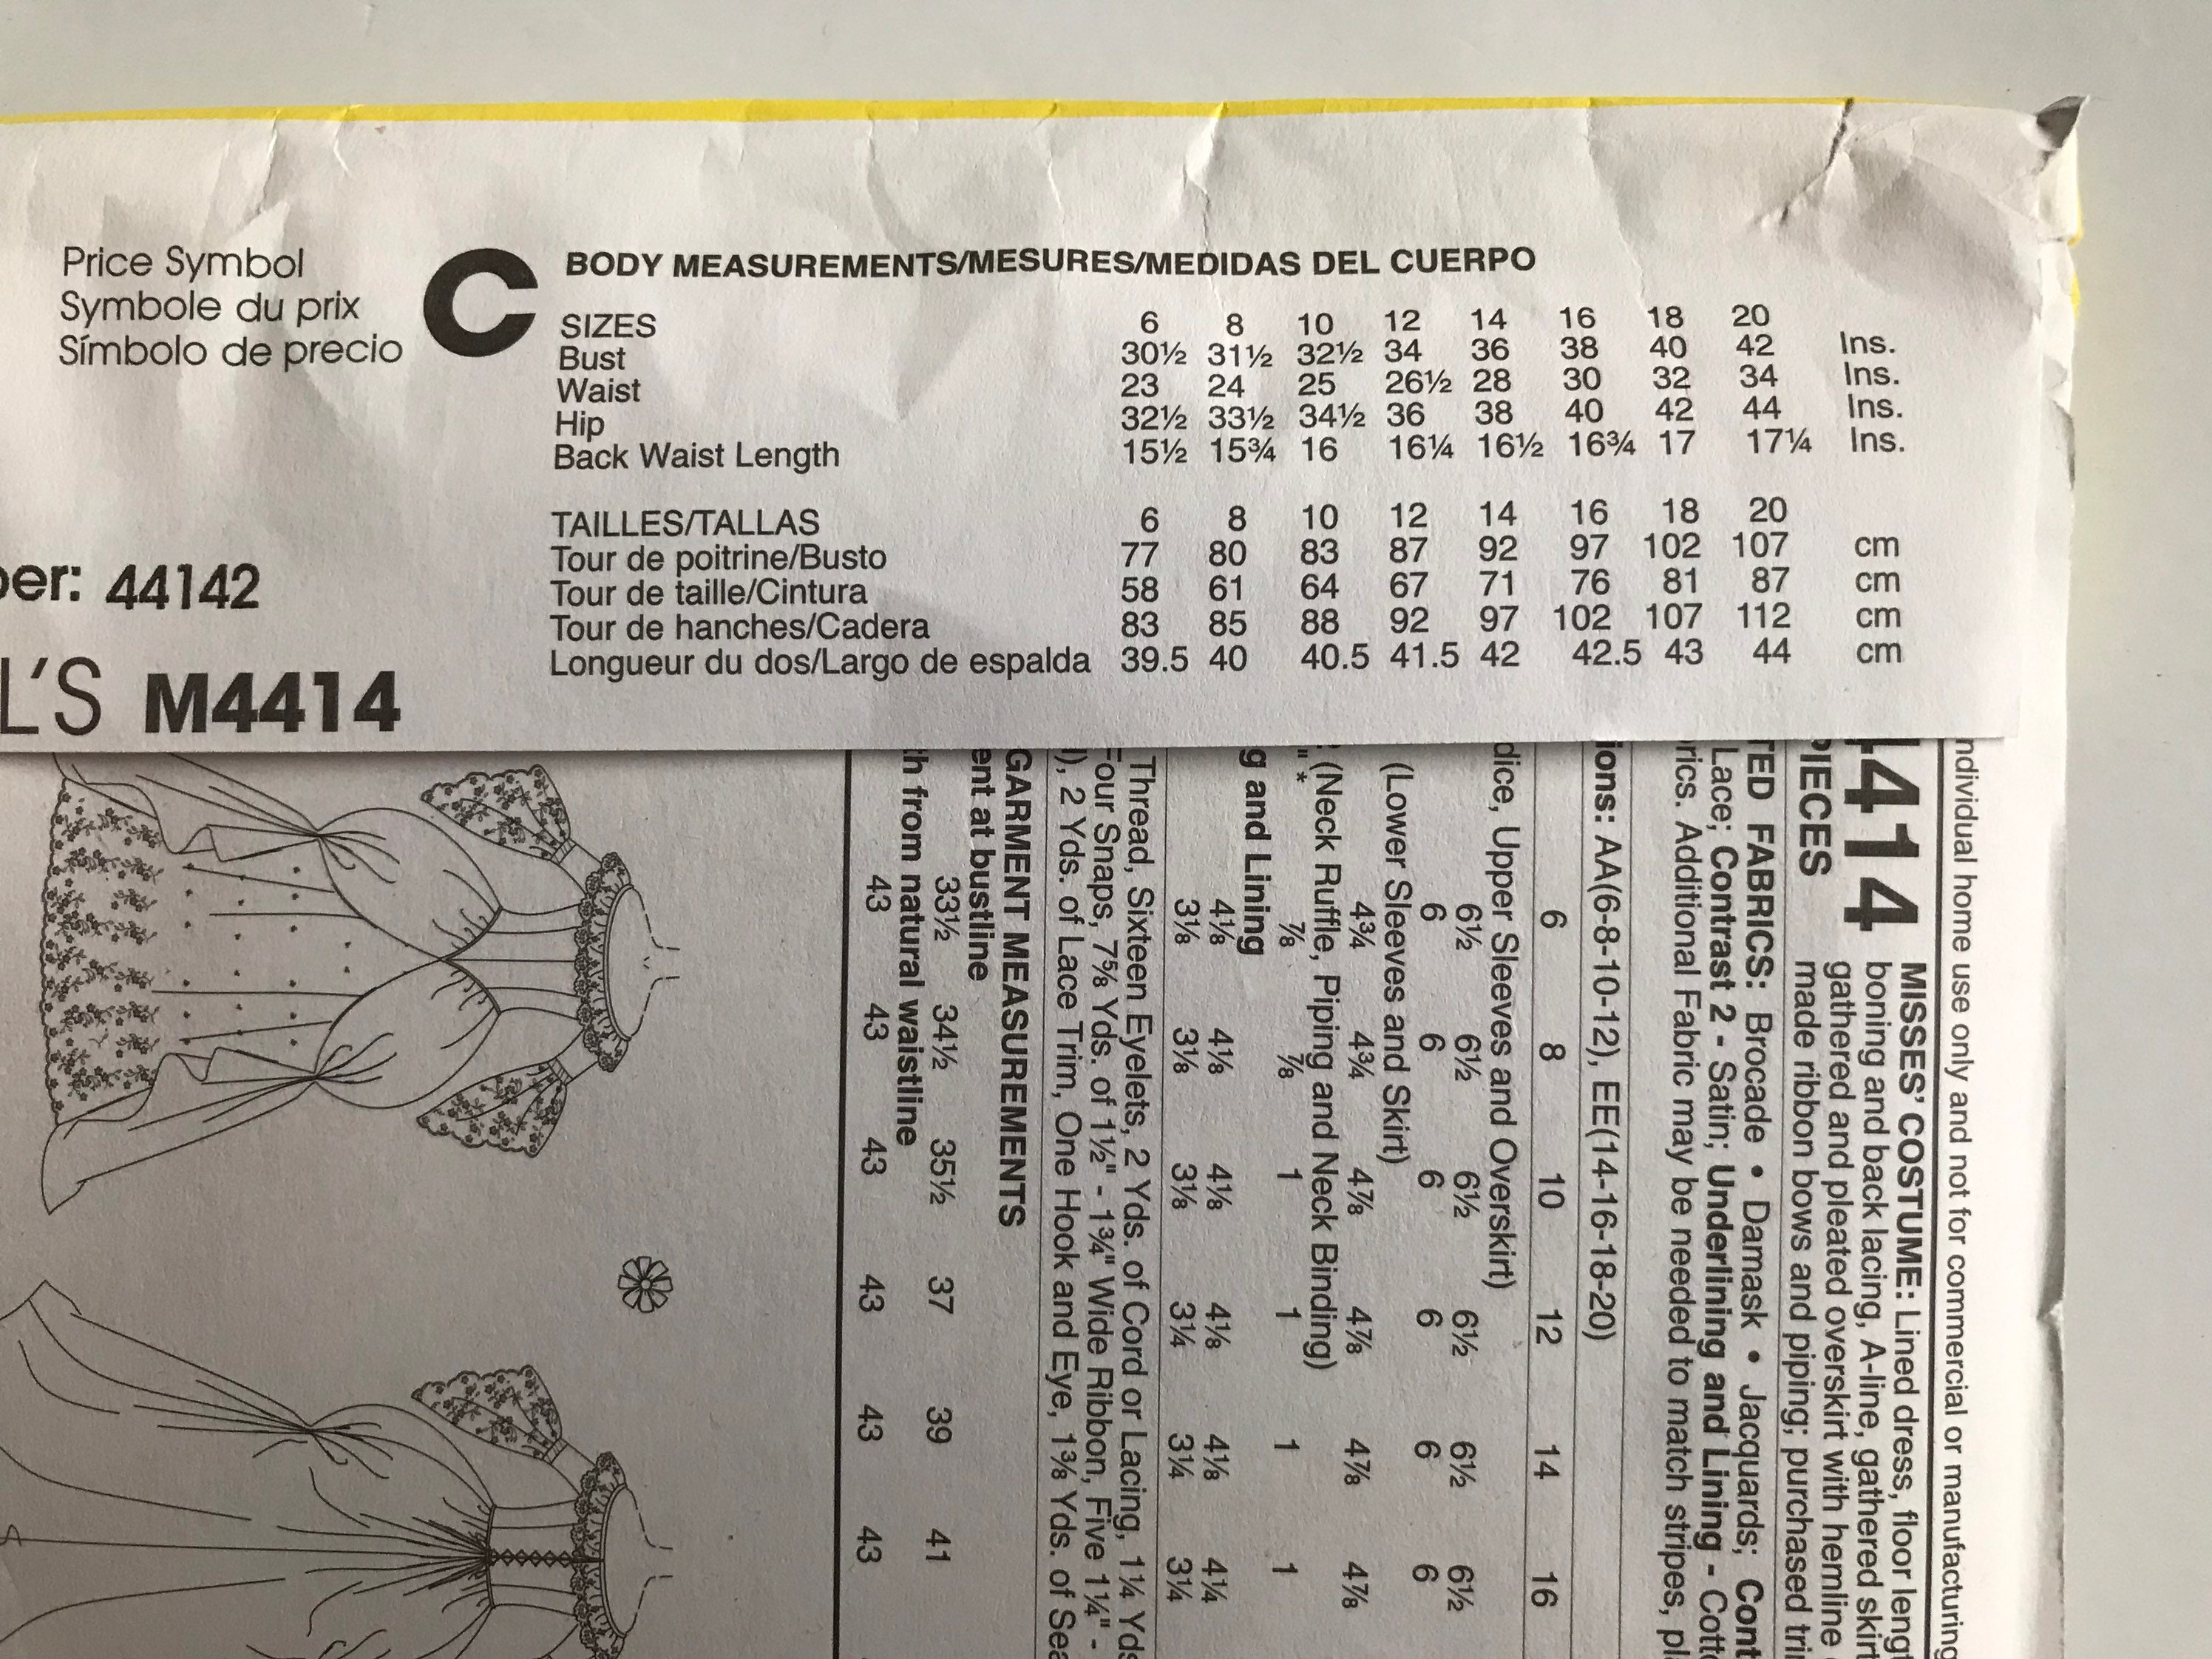 Price Symbol
Symbole du prix
Símbolo de precio
C
BODY MEASUREMENTS/MESURES/MEDIDAS DEL CUERPO
SIZES 6 8 10 12 14 16 18 20
Bust 30½ 31½ 32½ 34 36 38 40 42 Ins.
Waist 23 24 25 26½ 28 30 32 34 Ins.
Hip 32½ 33½ 34½ 36 38 40 42 44 Ins.
Back Waist Length 15½ 15¾ 16 16¼ 16½ 16¾ 17 17¼ Ins.
TAILLES/TALLAS 6 8 10 12 14 16 18 20
Tour de poitrine/Busto 77 80 83 87 92 97 102 107 cm
Tour de taille/Cintura 58 61 64 67 71 76 81 87 cm
Tour de hanches/Cadera 83 85 88 92 97 102 107 112 cm
Longueur du dos/Largo de espalda 39.5 40 40.5 41.5 42 42.5 43 44 cm
ber: 44142
L'S M4414
ndividual home use only and not for commercial or manufacturing
4414 MISSES' COSTUME: Lined dress, floor lengt
boning and back lacing, A-line, gathered skirt
PIECES gathered and pleated overskirt with hemline
made ribbon bows and piping; purchased tri
TED FABRICS: Brocade • Damask • Jacquards; Cont
Lace; Contrast 2 - Satin; Underlining and Lining - Cott
rics. Additional Fabric may be needed to match stripes, pl
ions: AA(6-8-10-12), EE(14-16-18-20)
6 8 10 12 14 16
dice, Upper Sleeves and Overskirt)
6½ 6½ 6½ 6½ 6½ 6½
6 6 6 6 6 6
(Lower Sleeves and Skirt)
4¾ 4¾ 4⅞ 4⅞ 4⅞ 4⅞
(Neck Ruffle, Piping and Neck Binding)
"* ⅞ ⅞ 1 1 1 1
g and Lining
4⅛ 4⅛ 4⅛ 4⅛ 4⅛ 4¼
3⅛ 3⅛ 3⅛ 3¼ 3¼ 3¼
Thread, Sixteen Eyelets, 2 Yds. of Cord or Lacing, 1¼ Yds
Four Snaps, 7⅝ Yds. of 1½" - 1¾" Wide Ribbon, Five 1¼" -
), 2 Yds. of Lace Trim, One Hook and Eye, 1⅜ Yds. of Sea
GARMENT MEASUREMENTS
ent at bustline
33½ 34½ 35½ 37 39 41
th from natural waistline
43 43 43 43 43 43